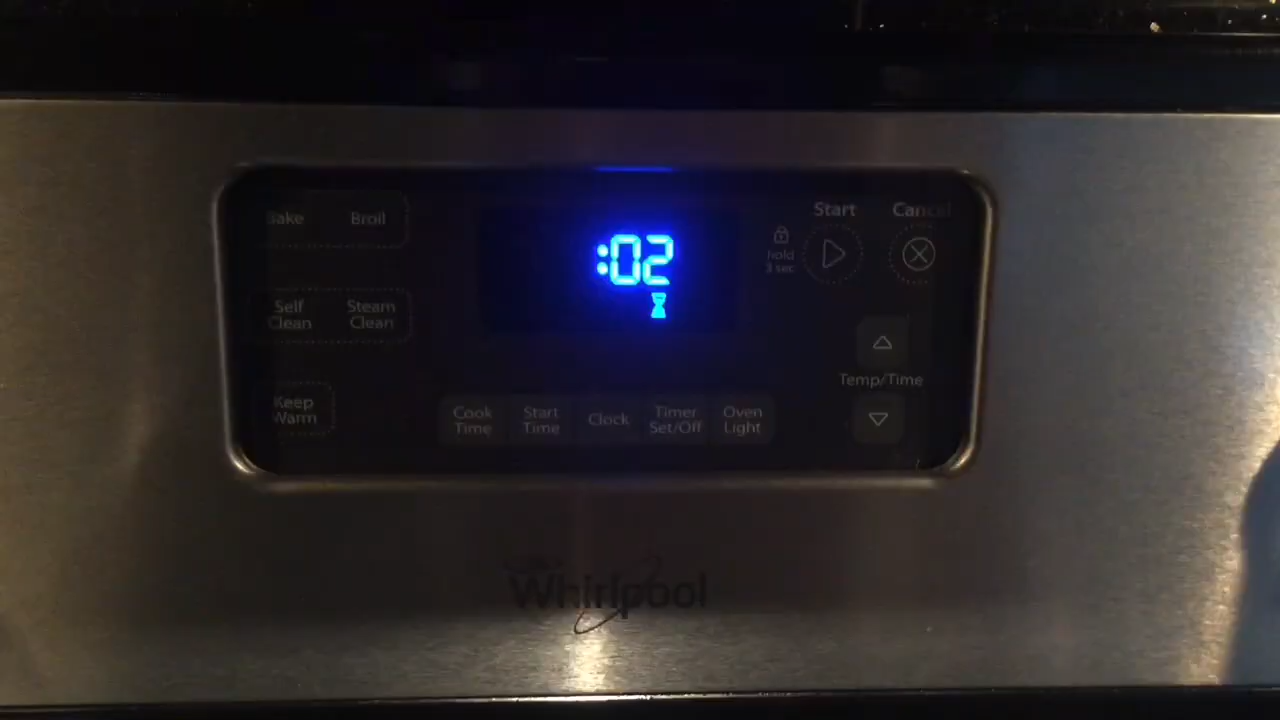 Bake Broil
:02
Start Cancel
hold
3 sec
Self Clean
Steam Clean
Temp/Time
Keep Warm
Cook Time
Start Time
Clock
Timer Set/Off
Oven Light
Whirlpool